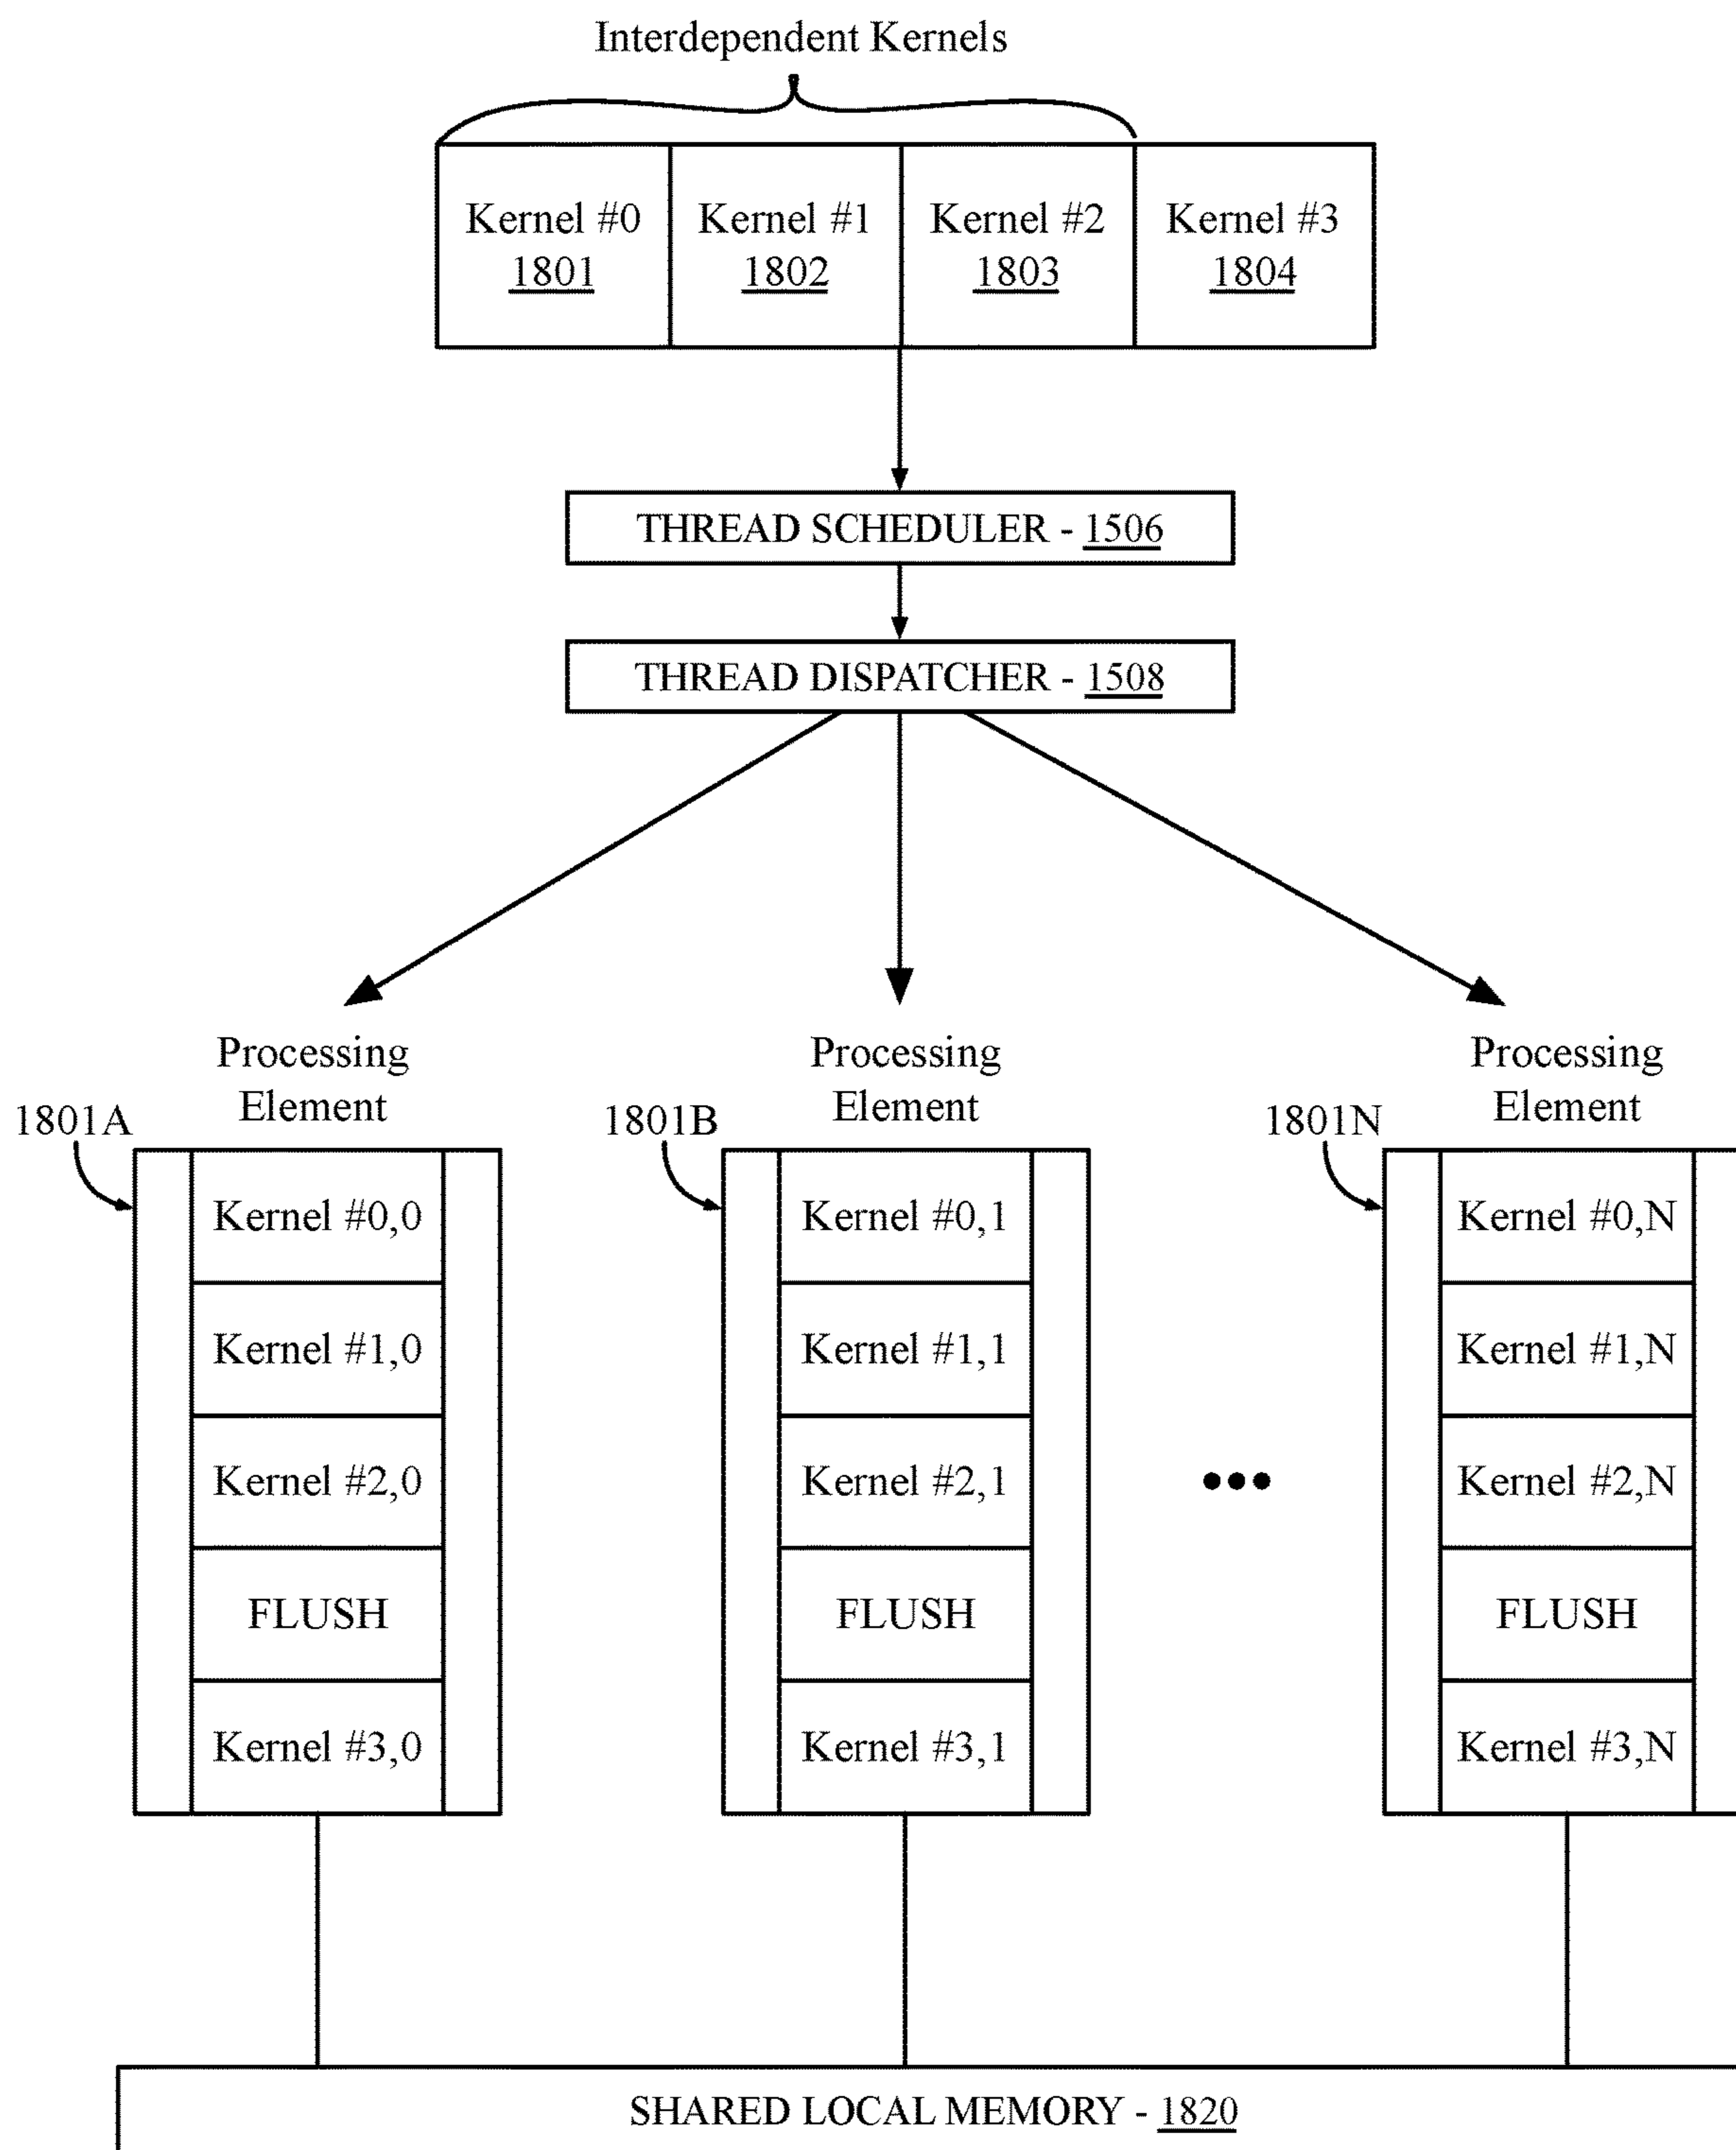 Interdependent Kernels
Kernel #0 Kernel #1 Kernel #2 Kernel #3
1801 1802 1803 1804
THREAD SCHEDULER - 1506
THREAD DISPATCHER - 1508
Processing Processing Processing
Element Element Element
1801A 1801B 1801N
Kernel #0,0 Kernel #0,1 Kernel #0,N
Kernel #1,0 Kernel #1,1 Kernel #1,N
Kernel #2,0 Kernel #2,1 Kernel #2,N
FLUSH FLUSH FLUSH
Kernel #3,0 Kernel #3,1 Kernel #3,N
SHARED LOCAL MEMORY - 1820